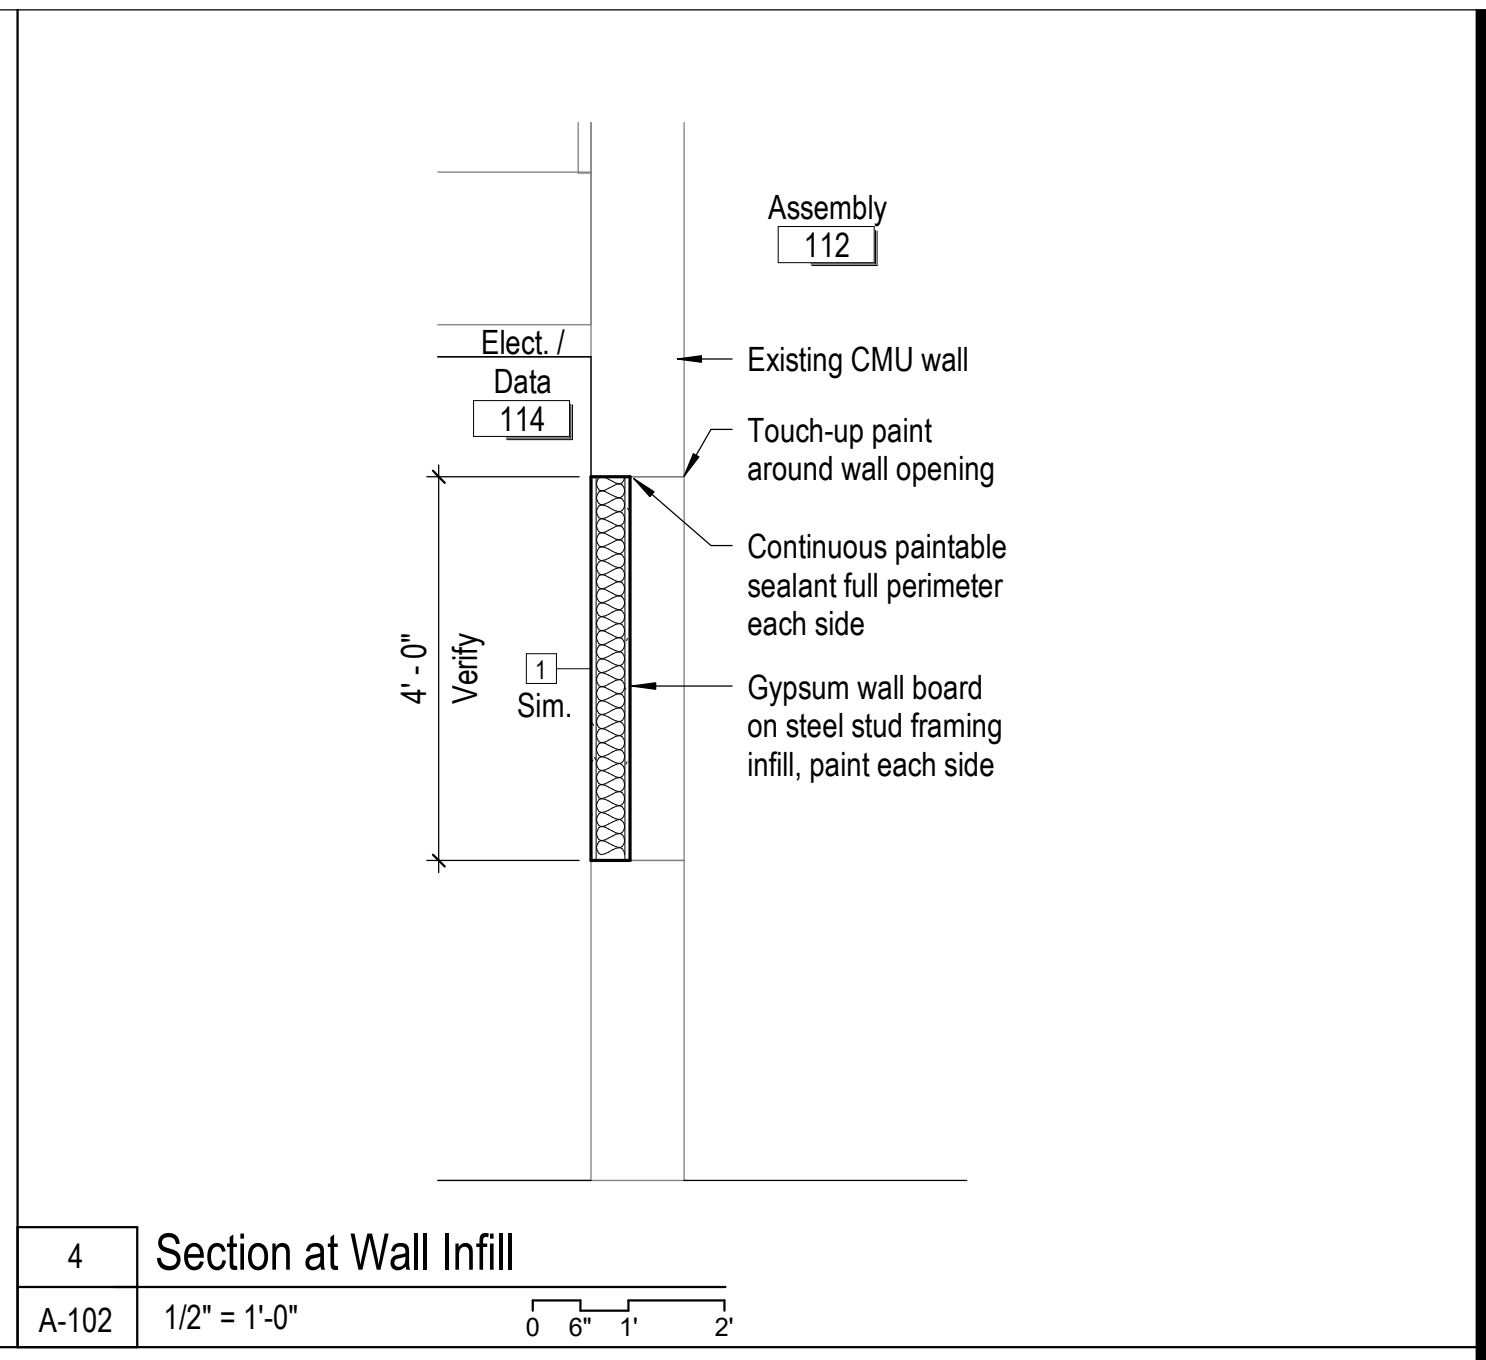 Assembly
112
Elect. /
Data
114
Existing CMU wall
Touch-up paint
around wall opening
Continuous paintable
sealant full perimeter
each side
4' - 0"
Verify
1
Sim.
Gypsum wall board
on steel stud framing
infill, paint each side
4
Section at Wall Infill
A-102
1/2" = 1'-0"
0 6" 1' 2'